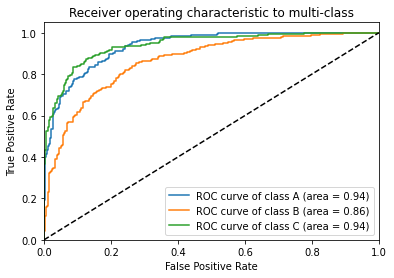 Receiver operating characteristic to multi-class
True Positive Rate
1.0
0.8
0.6
0.4
0.2
0.0
ROC curve of class A (area = 0.94)
ROC curve of class B (area = 0.86)
ROC curve of class C (area = 0.94)
0.0 0.2 0.4 0.6 0.8 1.0
False Positive Rate